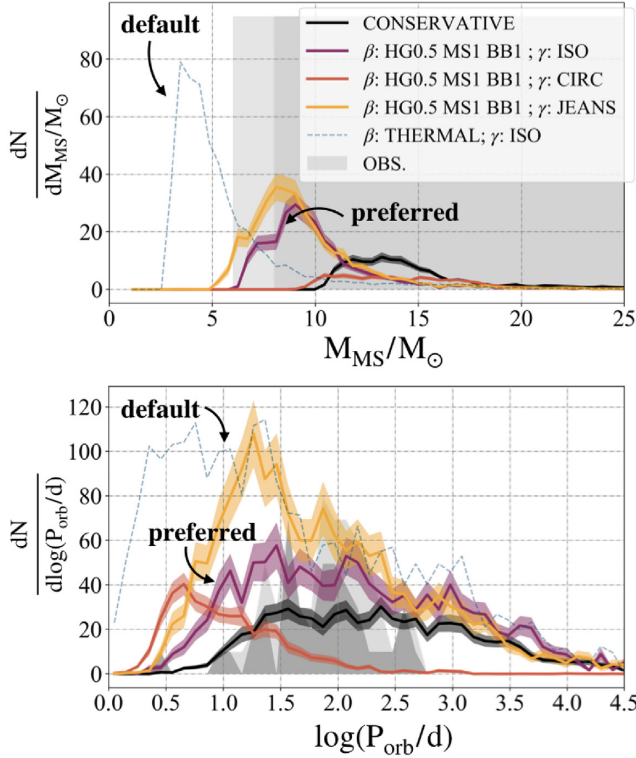 default
80
60
40
20
0
dN
dM_MS/M_⊙
CONSERVATIVE
β: HG0.5 MS1 BB1 ; γ: ISO
β: HG0.5 MS1 BB1 ; γ: CIRC
β: HG0.5 MS1 BB1 ; γ: JEANS
β: THERMAL; γ: ISO
OBS.
preferred
0 5 10 15 20 25
M_MS/M_⊙
default
preferred
120
100
80
60
40
20
0
dN
dlog(P_orb/d)
0.0 0.5 1.0 1.5 2.0 2.5 3.0 3.5 4.0 4.5
log(P_orb/d)